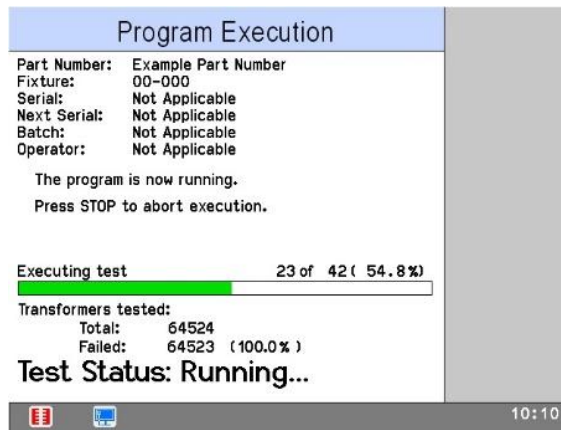 Program Execution
Part Number: Example Part Number
Fixture: 00-000
Serial: Not Applicable
Next Serial: Not Applicable
Batch: Not Applicable
Operator: Not Applicable
The program is now running.
Press STOP to abort execution.
Executing test 23 of 42( 54.8%)
Transformers tested:
Total: 64524
Failed: 64523 (100.0%)
Test Status: Running...
10:10